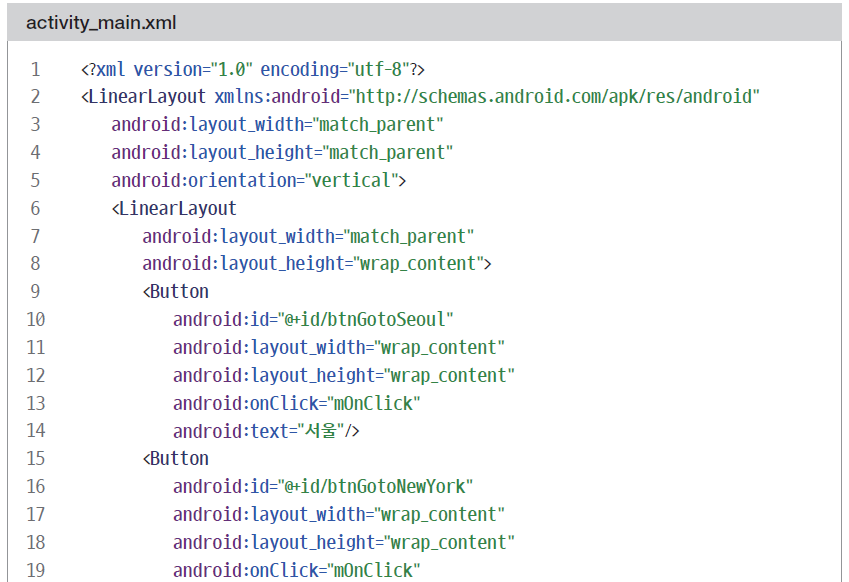 activity_main.xml
1 <?xml version="1.0" encoding="utf-8"?>
2 <LinearLayout xmlns:android="http://schemas.android.com/apk/res/android"
3 android:layout_width="match_parent"
4 android:layout_height="match_parent"
5 android:orientation="vertical">
6 <LinearLayout
7 android:layout_width="match_parent"
8 android:layout_height="wrap_content">
9 <Button
10 android:id="@+id/btnGotoSeoul"
11 android:layout_width="wrap_content"
12 android:layout_height="wrap_content"
13 android:onClick="mOnClick"
14 android:text="서울"/>
15 <Button
16 android:id="@+id/btnGotoNewYork"
17 android:layout_width="wrap_content"
18 android:layout_height="wrap_content"
19 android:onClick="mOnClick"